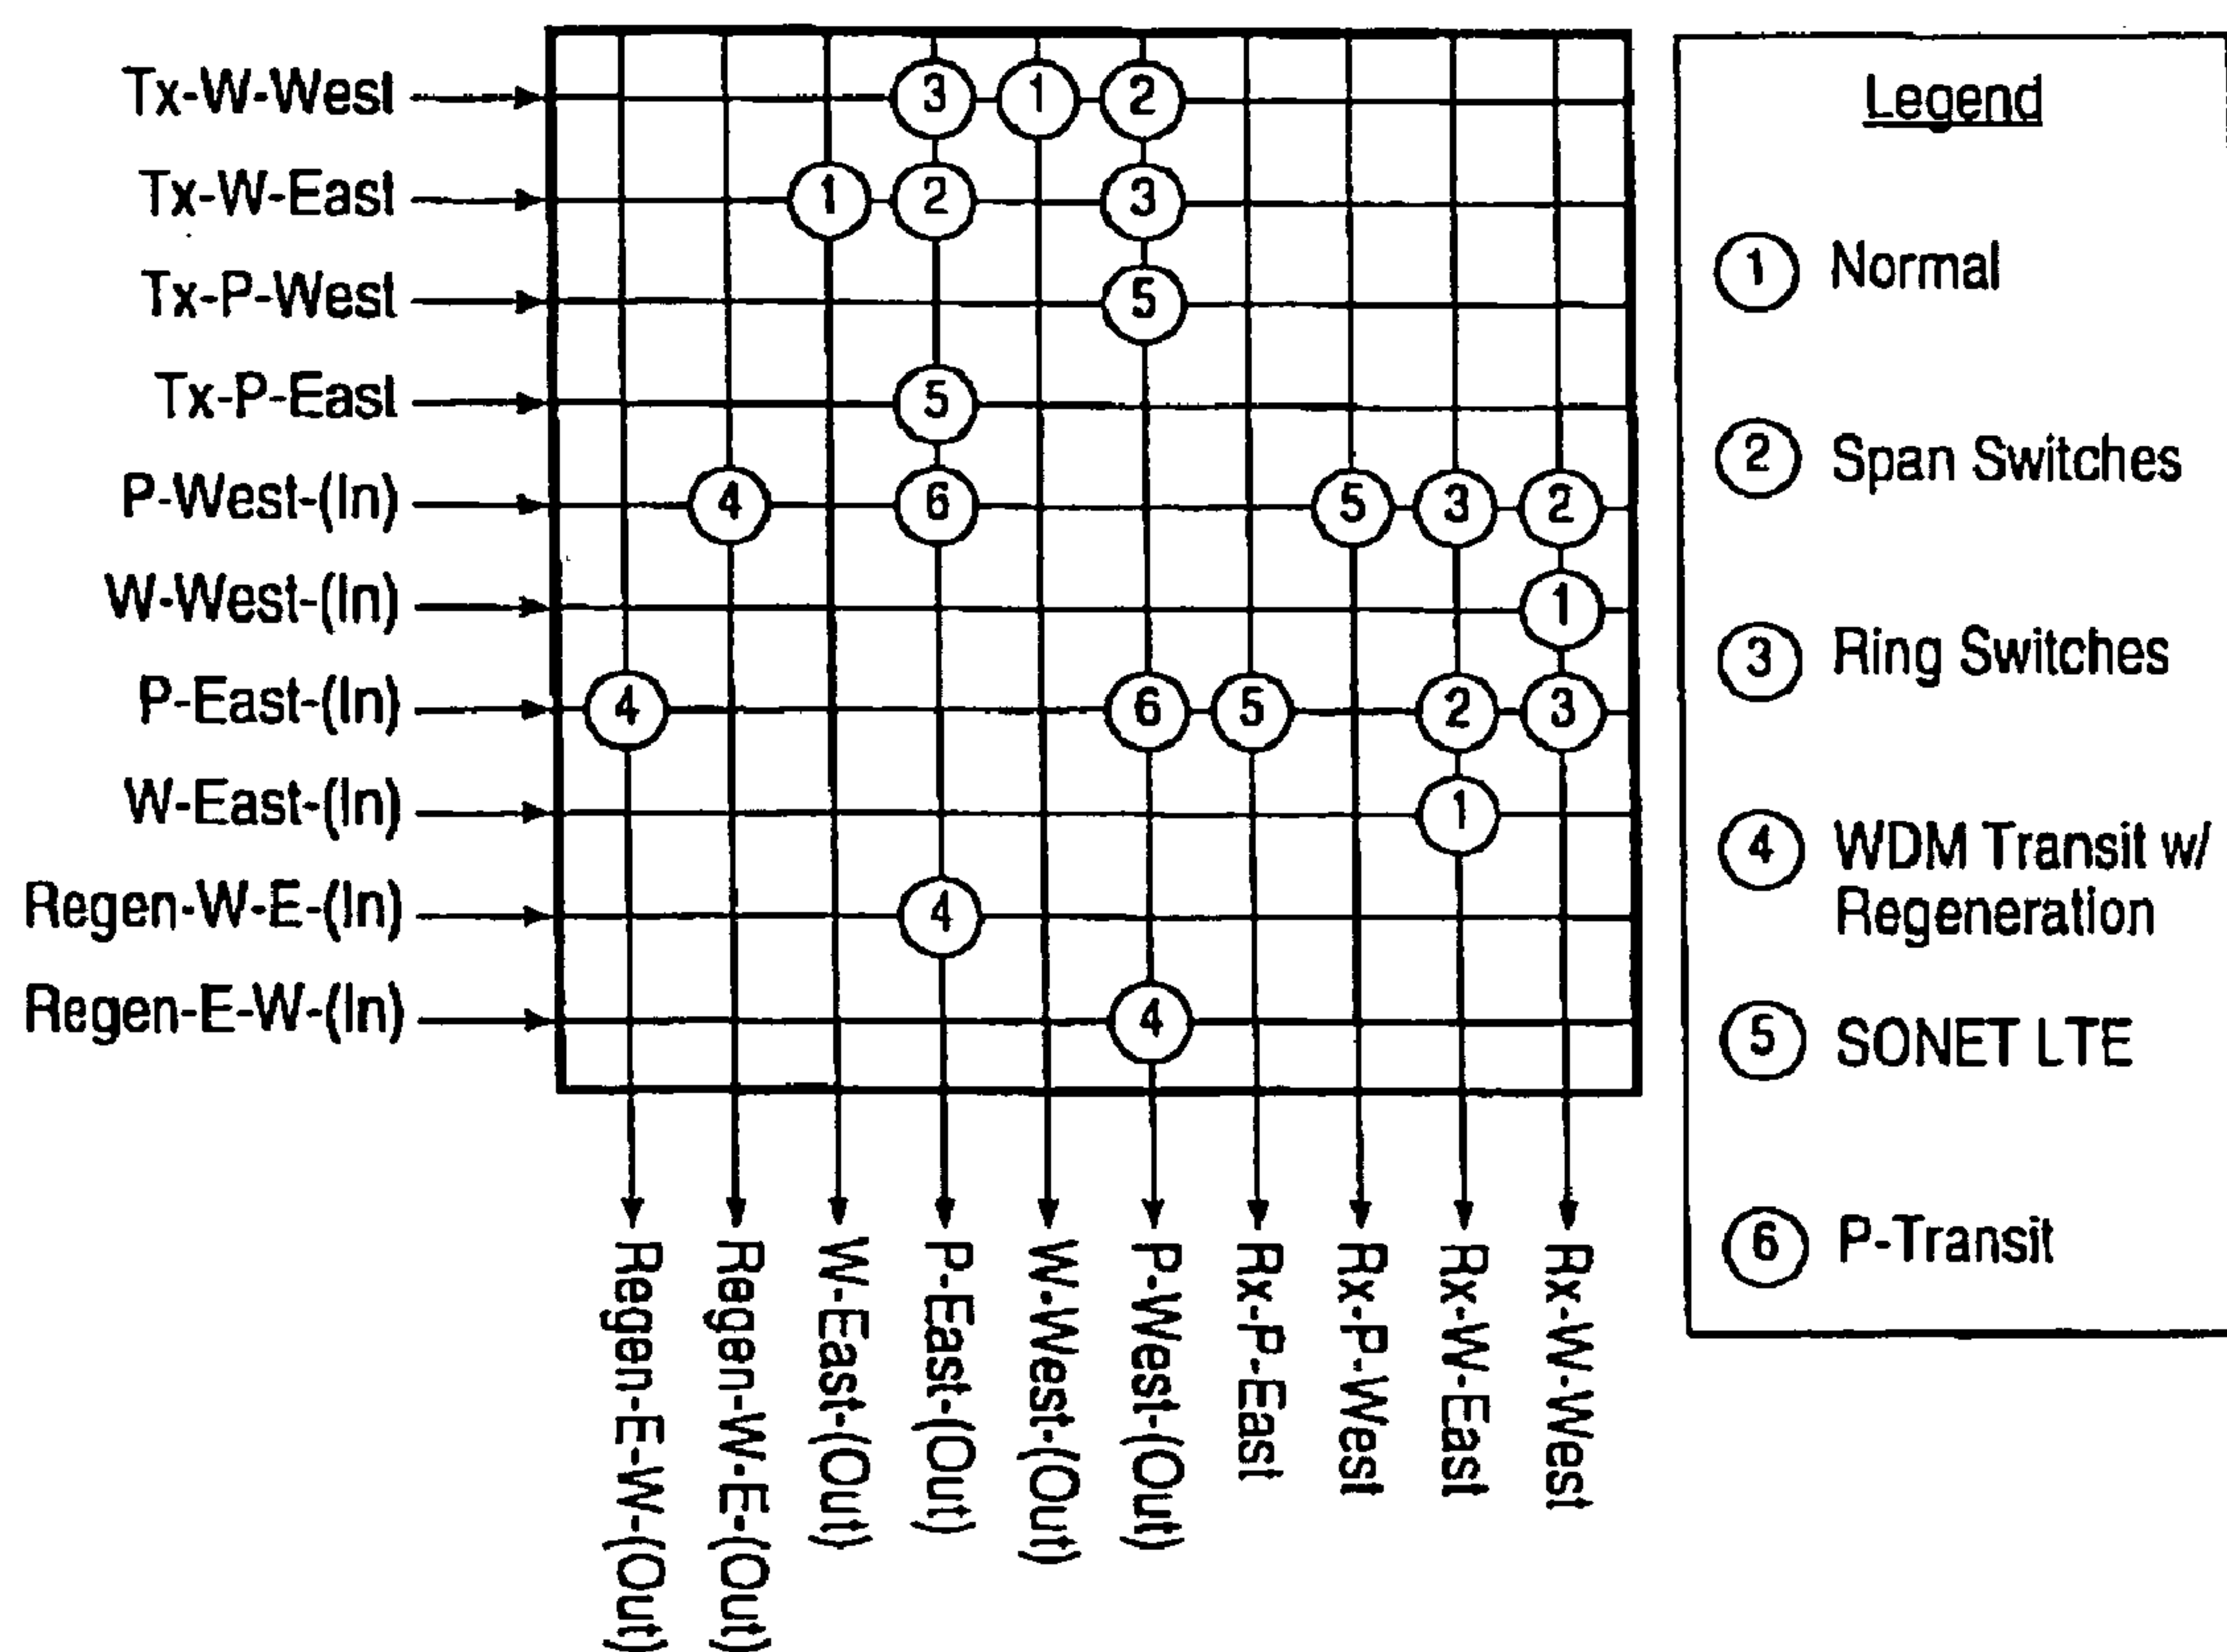 Tx-W-West
3 1 2
Tx-W-East
1 2 3
Tx-P-West
5
Tx-P-East
5
P-West-(In)
4 6 5 3 2
W-West-(In)
1
P-East-(In)
4 6 5 2 3
W-East-(In)
1
Regen-W-E-(In)
4
Regen-E-W-(In)
4
Regen-E-W-(Out)
Regen-W-E-(Out)
W-East-(Out)
P-East-(Out)
W-West-(Out)
P-West-(Out)
Rx-P-East
Rx-P-West
Rx-W-East
Rx-W-West
Legend
1 Normal
2 Span Switches
3 Ring Switches
4 WDM Transit w/
Regeneration
5 SONET LTE
6 P-Transit